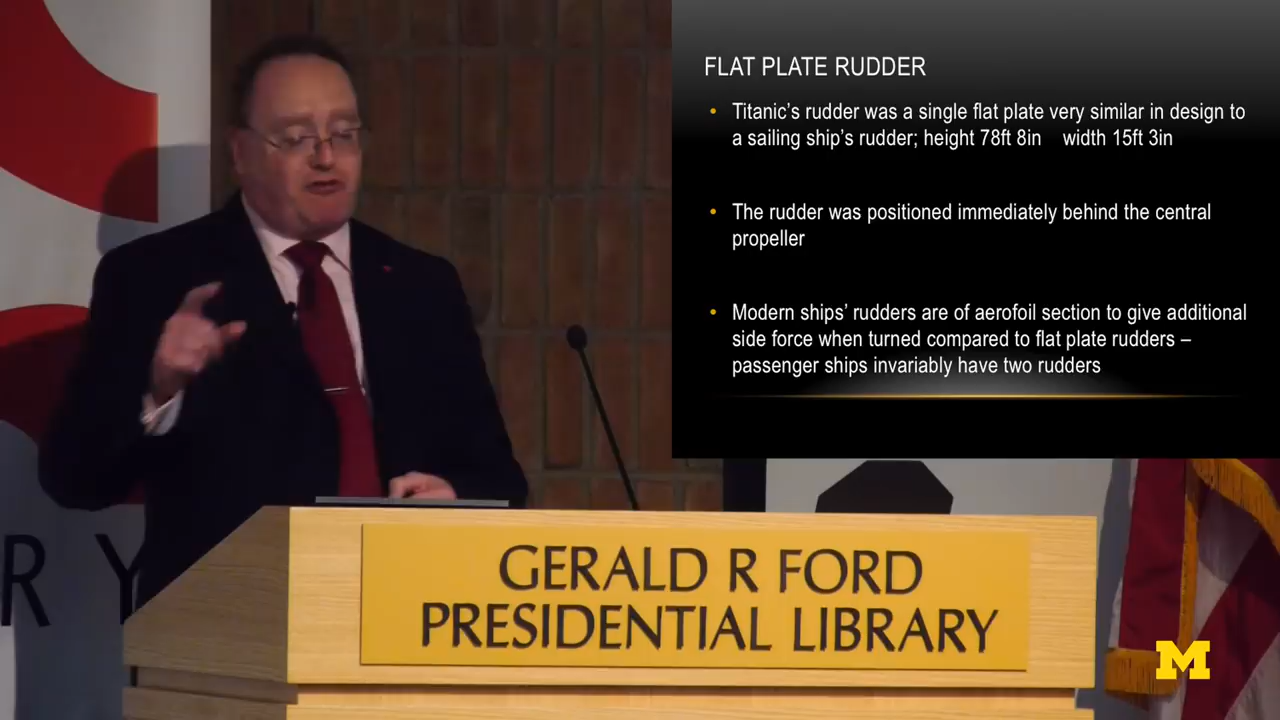 FLAT PLATE RUDDER
• Titanic's rudder was a single flat plate very similar in design to
a sailing ship's rudder; height 78ft 8in width 15ft 3in
• The rudder was positioned immediately behind the central
propeller
• Modern ships' rudders are of aerofoil section to give additional
side force when turned compared to flat plate rudders –
passenger ships invariably have two rudders
RY
GERALD R FORD
PRESIDENTIAL LIBRARY
M